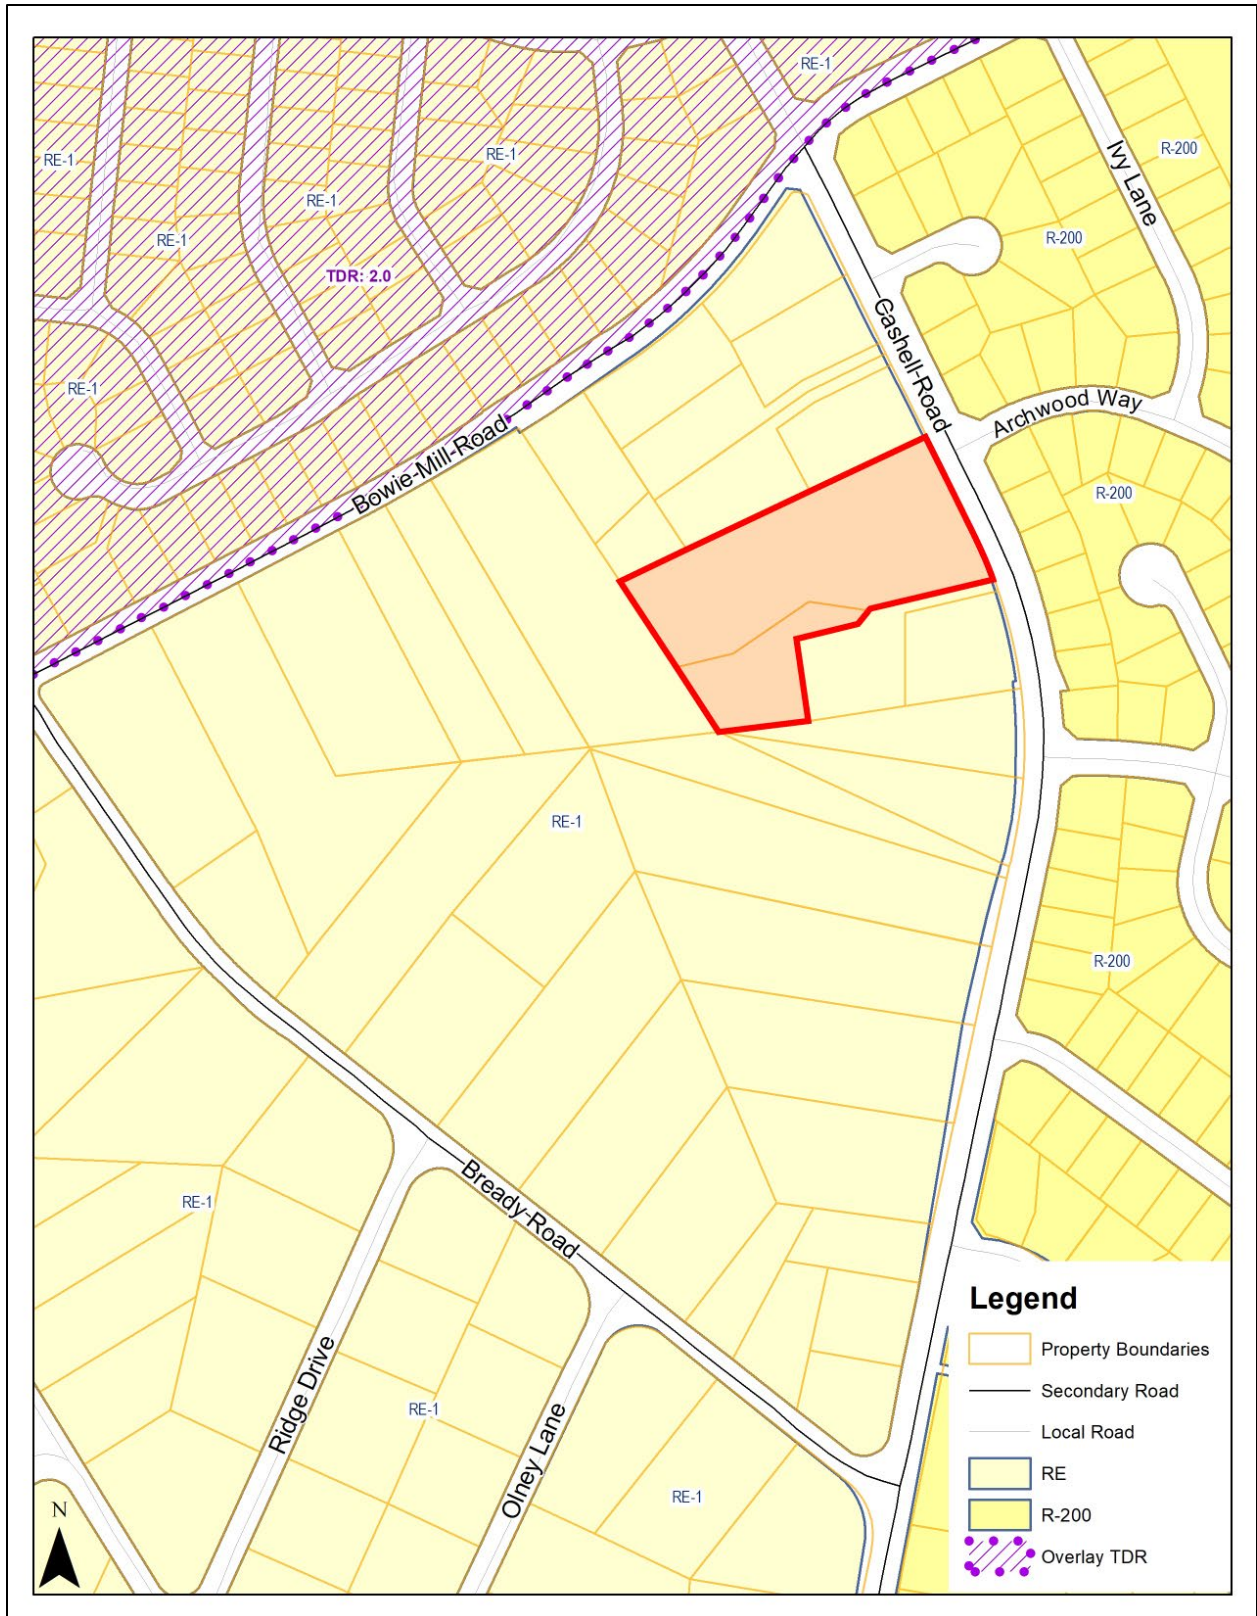 RE-1
RE-1
RE-1
RE-1
RE-1
TDR: 2.0
RE-1
R-200
R-200
Ivy Lane
Cashell-Road
Archwood Way
Bowie-Mill-Road
R-200
RE-1
R-200
RE-1
Bready-Road
Ridge Drive
Olney Lane
RE-1
RE-1
N
Legend
Property Boundaries
Secondary Road
Local Road
RE
R-200
Overlay TDR